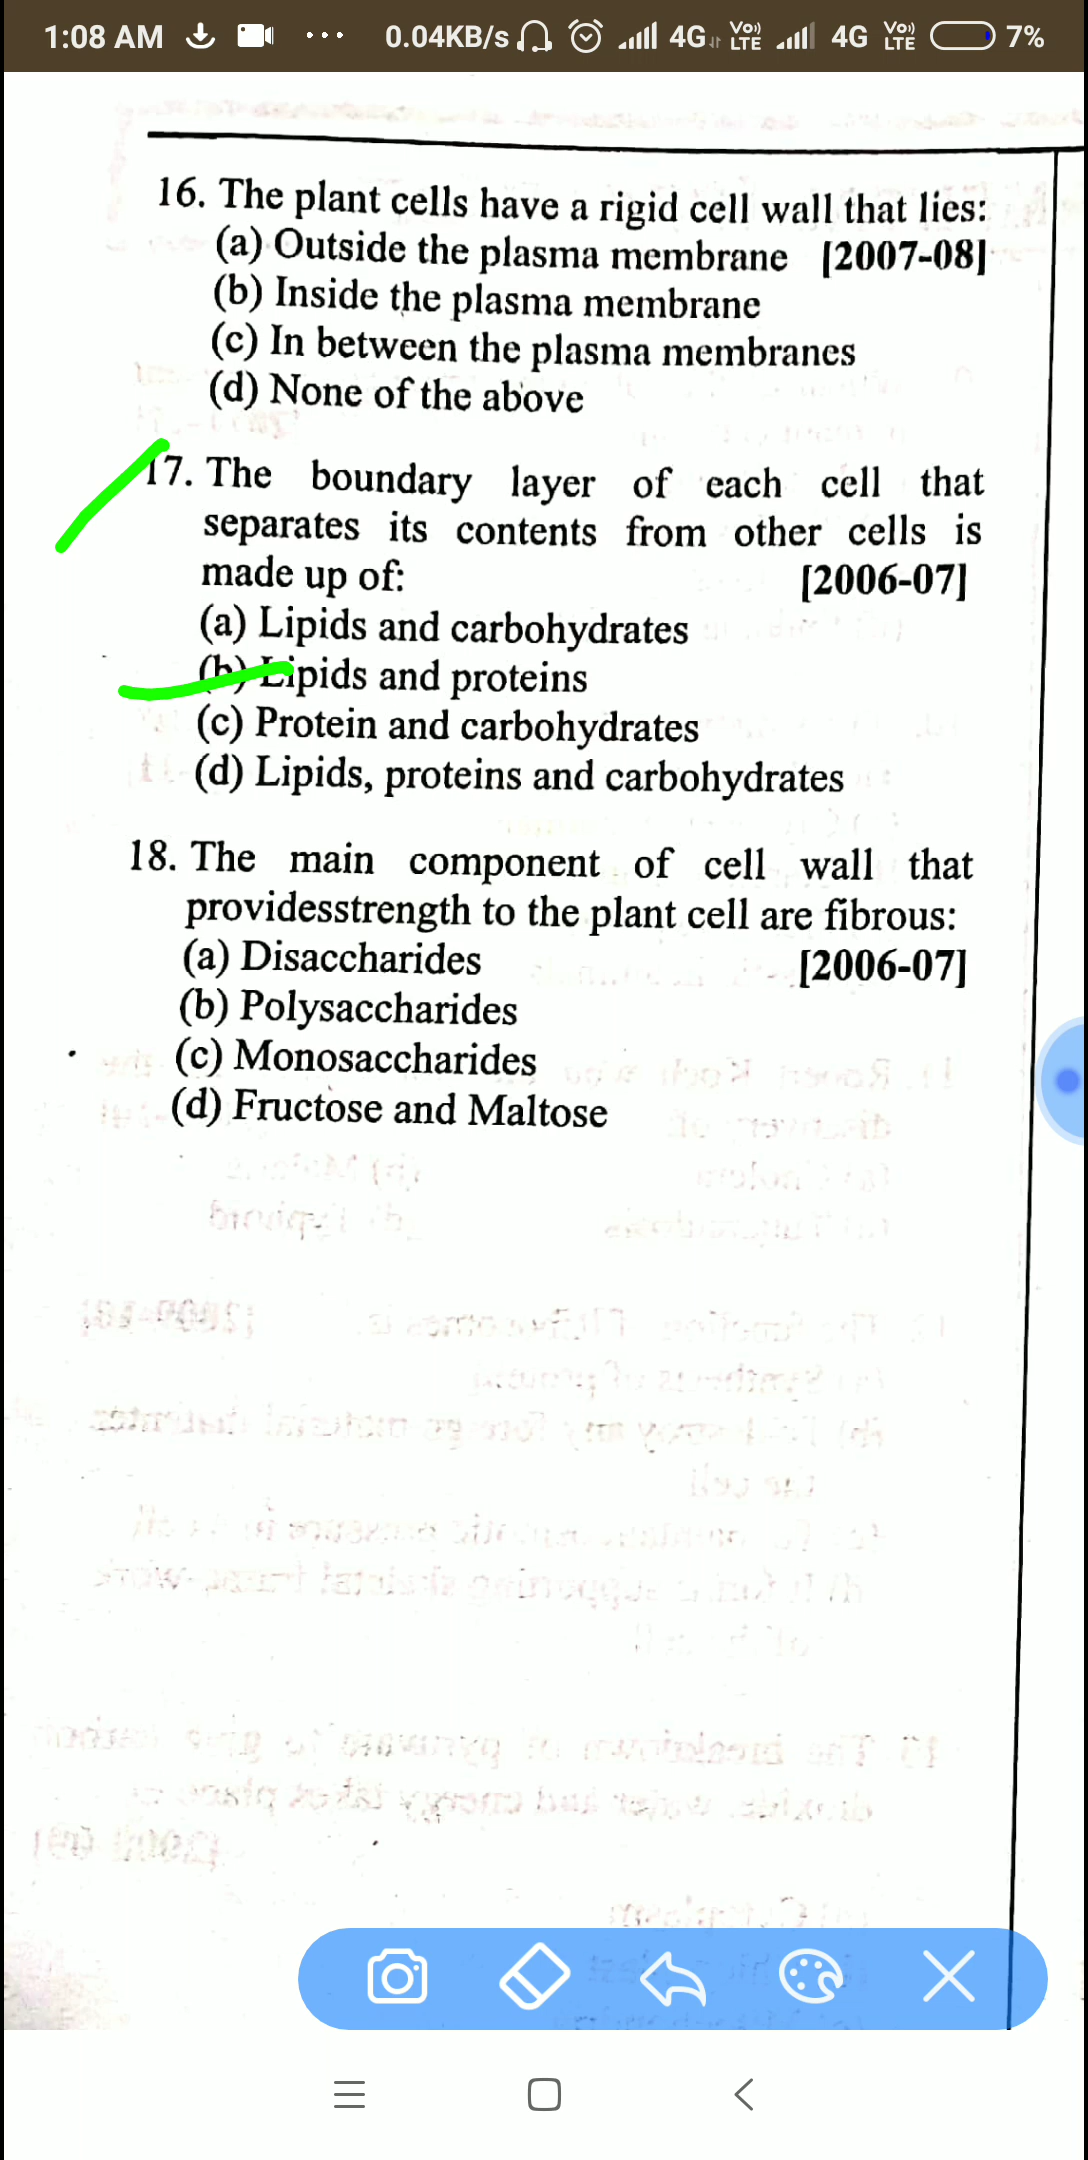 1:08 AM ... 0.04KB/s 4G Vo)) LTE 4G Vo)) LTE 7%
16. The plant cells have a rigid cell wall that lies:
(a) Outside the plasma membrane [2007-08]
(b) Inside the plasma membrane
(c) In between the plasma membranes
(d) None of the above
17. The boundary layer of each cell that
separates its contents from other cells is
made up of: [2006-07]
(a) Lipids and carbohydrates
(b) Lipids and proteins
(c) Protein and carbohydrates
(d) Lipids, proteins and carbohydrates
18. The main component of cell wall that
providesstrength to the plant cell are fibrous:
(a) Disaccharides [2006-07]
(b) Polysaccharides
(c) Monosaccharides
(d) Fructose and Maltose